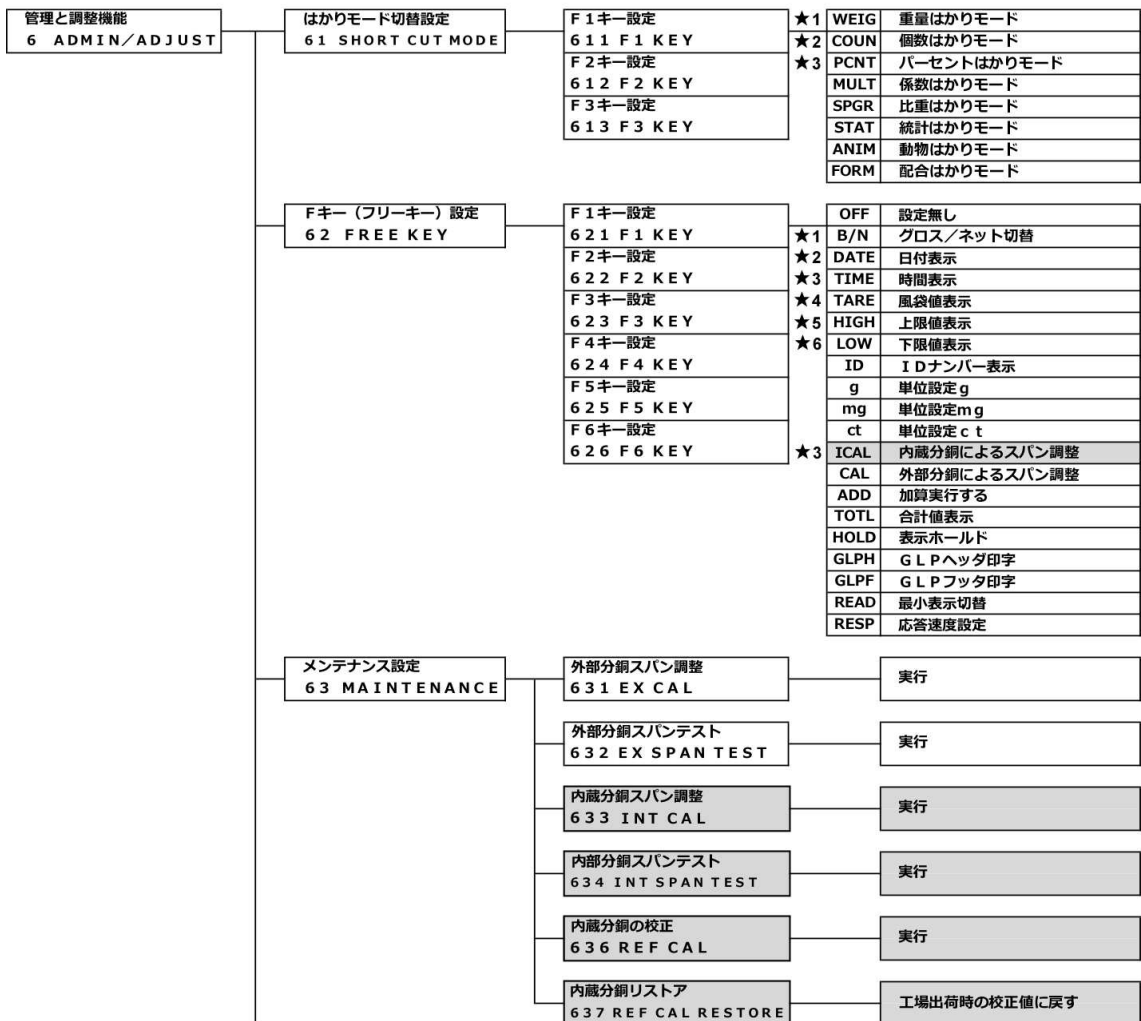 管理と調整機能
6 ADMIN／ADJUST
はかりモード切替設定
61 SHORT CUT MODE
F1キー設定
611 F1 KEY
F2キー設定
612 F2 KEY
F3キー設定
613 F3 KEY
★1 WEIG 重量はかりモード
★2 COUN 個数はかりモード
★3 PCNT パーセントはかりモード
MULT 係数はかりモード
SPGR 比重はかりモード
STAT 統計はかりモード
ANIM 動物はかりモード
FORM 配合はかりモード
Fキー（フリーキー）設定
62 FREE KEY
F1キー設定
621 F1 KEY
F2キー設定
622 F2 KEY
F3キー設定
623 F3 KEY
F4キー設定
624 F4 KEY
F5キー設定
625 F5 KEY
F6キー設定
626 F6 KEY
OFF 設定無し
★1 B/N グロス／ネット切替
★2 DATE 日付表示
★3 TIME 時間表示
★4 TARE 風袋値表示
★5 HIGH 上限値表示
★6 LOW 下限値表示
ID IDナンバー表示
g 単位設定g
mg 単位設定mg
ct 単位設定ct
★3 ICAL 内蔵分銅によるスパン調整
CAL 外部分銅によるスパン調整
ADD 加算実行する
TOTL 合計値表示
HOLD 表示ホールド
GLPH GLPヘッダ印字
GLPF GLPフッタ印字
READ 最小表示切替
RESP 応答速度設定
メンテナンス設定
63 MAINTENANCE
外部分銅スパン調整
631 EX CAL
実行
外部分銅スパンテスト
632 EX SPAN TEST
実行
内蔵分銅スパン調整
633 INT CAL
実行
内部分銅スパンテスト
634 INT SPAN TEST
実行
内蔵分銅の校正
636 REF CAL
実行
内蔵分銅リストア
637 REF CAL RESTORE
工場出荷時の校正値に戻す